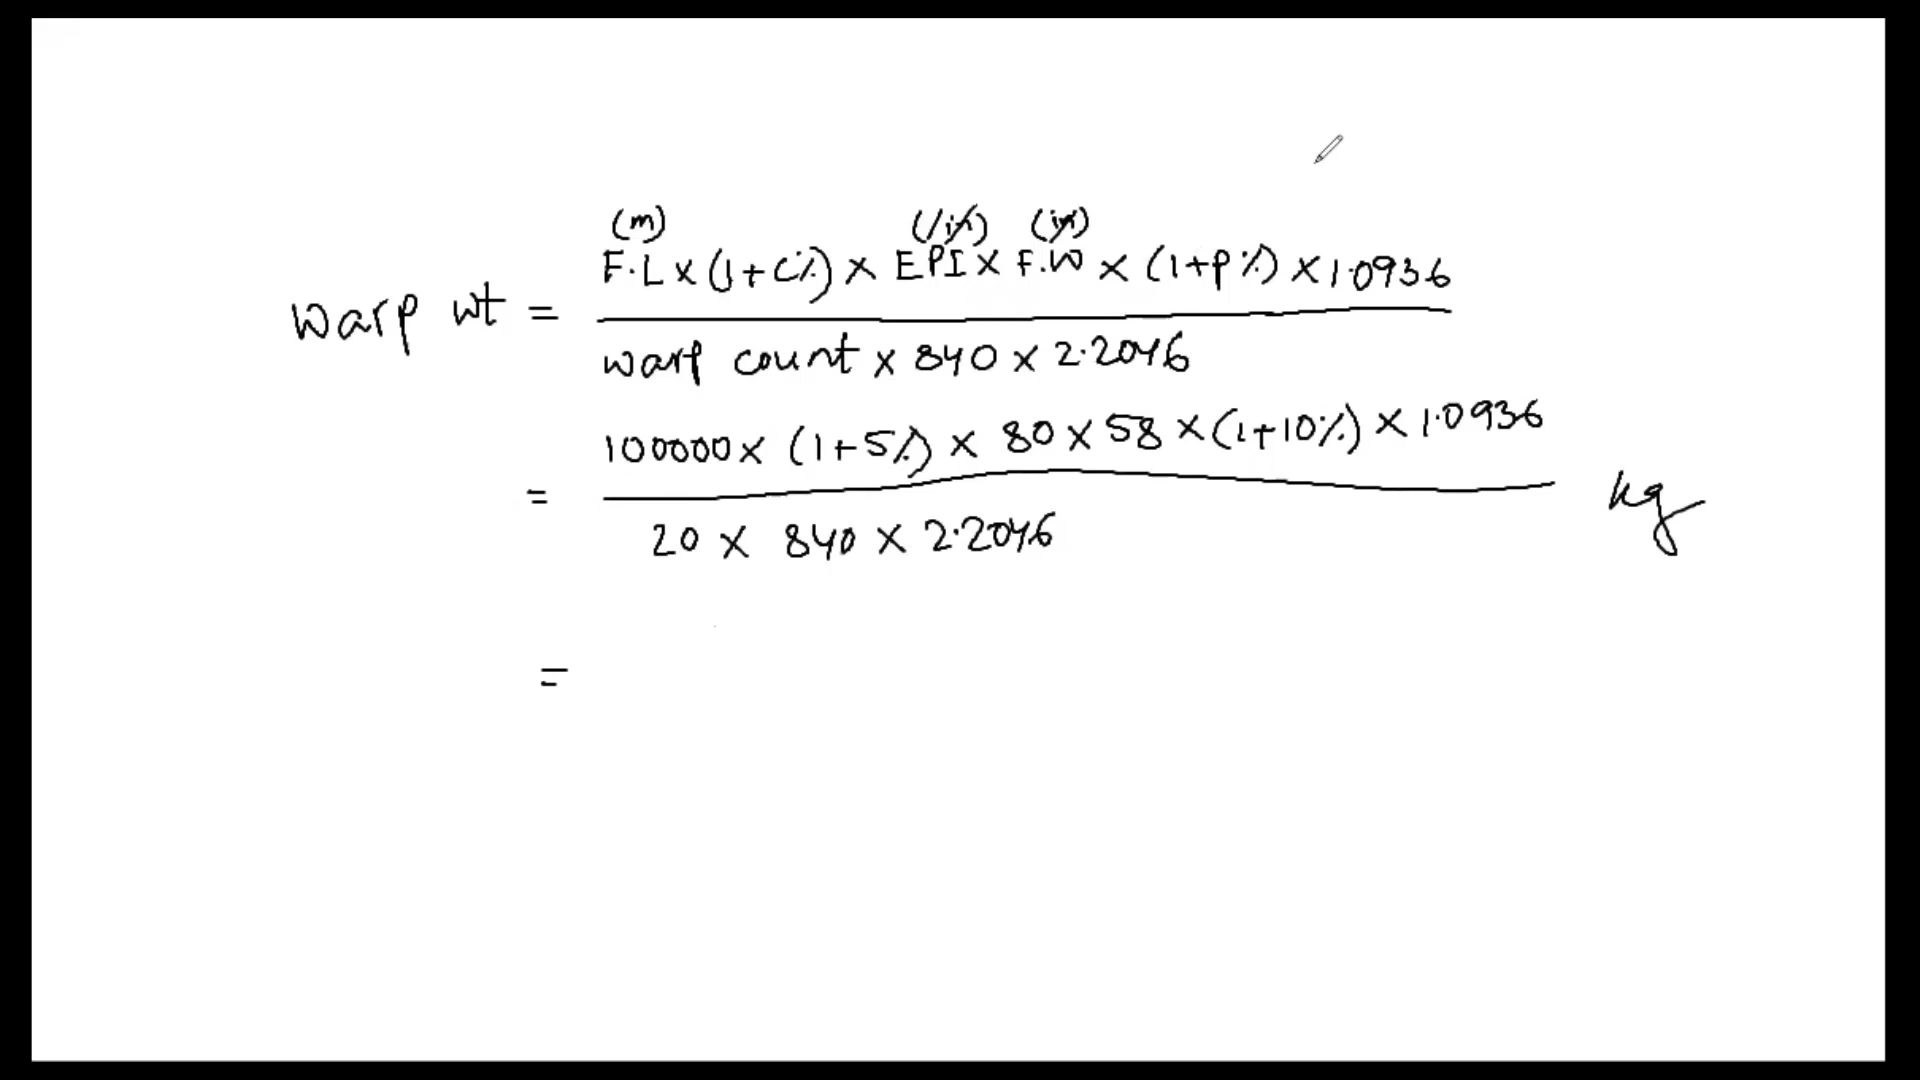 (m) (/in) (in)
F.L x (1+C%) x EPI x F.W x (1+P%) x 1.0936
Warp wt =
warp count x 840 x 2.2046
100000 x (1+5%) x 80 x 58 x (1+10%) x 1.0936
= kg
20 x 840 x 2.2046
=